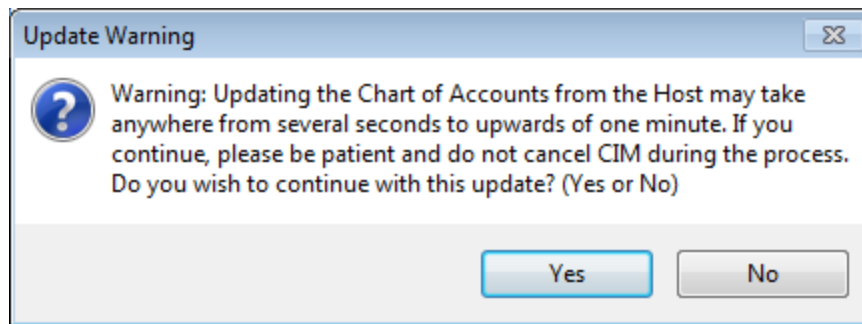 Update Warning
Warning: Updating the Chart of Accounts from the Host may take
anywhere from several seconds to upwards of one minute. If you
continue, please be patient and do not cancel CIM during the process.
Do you wish to continue with this update? (Yes or No)
Yes
No